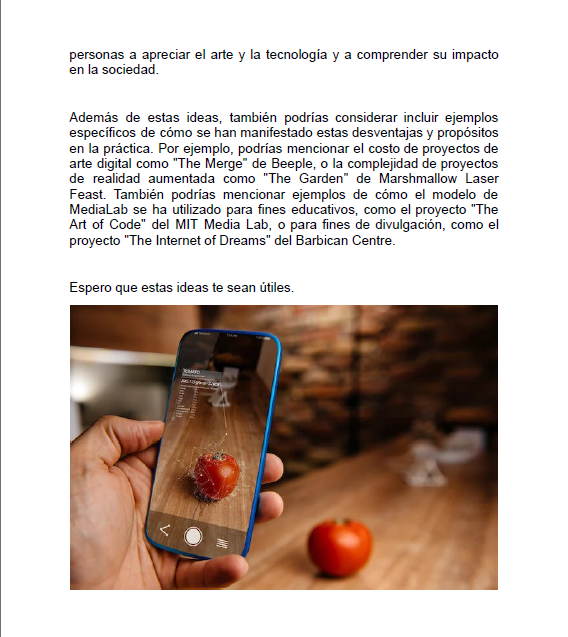 personas a apreciar el arte y la tecnología y a comprender su impacto
en la sociedad.
Además de estas ideas, también podrías considerar incluir ejemplos
específicos de cómo se han manifestado estas desventajas y propósitos
en la práctica. Por ejemplo, podrías mencionar el costo de proyectos de
arte digital como "The Merge" de Beeple, o la complejidad de proyectos
de realidad aumentada como "The Garden" de Marshmallow Laser
Feast. También podrías mencionar ejemplos de cómo el modelo de
MediaLab se ha utilizado para fines educativos, como el proyecto "The
Art of Code" del MIT Media Lab, o para fines de divulgación, como el
proyecto "The Internet of Dreams" del Barbican Centre.
Espero que estas ideas te sean útiles.
TOMATO